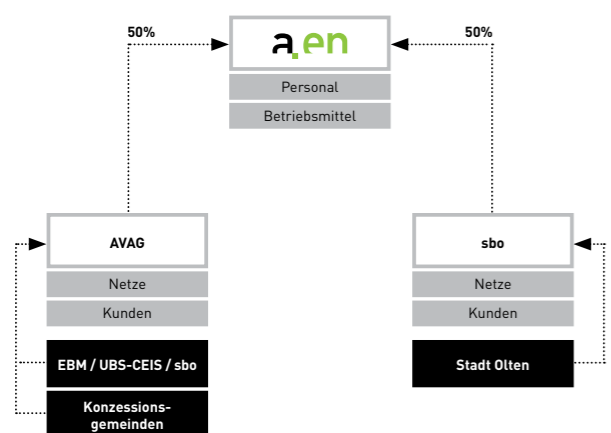 50%
a.en
50%
Personal
Betriebsmittel
AVAG
sbo
Netze
Netze
Kunden
Kunden
EBM / UBS-CEIS / sbo
Stadt Olten
Konzessions-
gemeinden